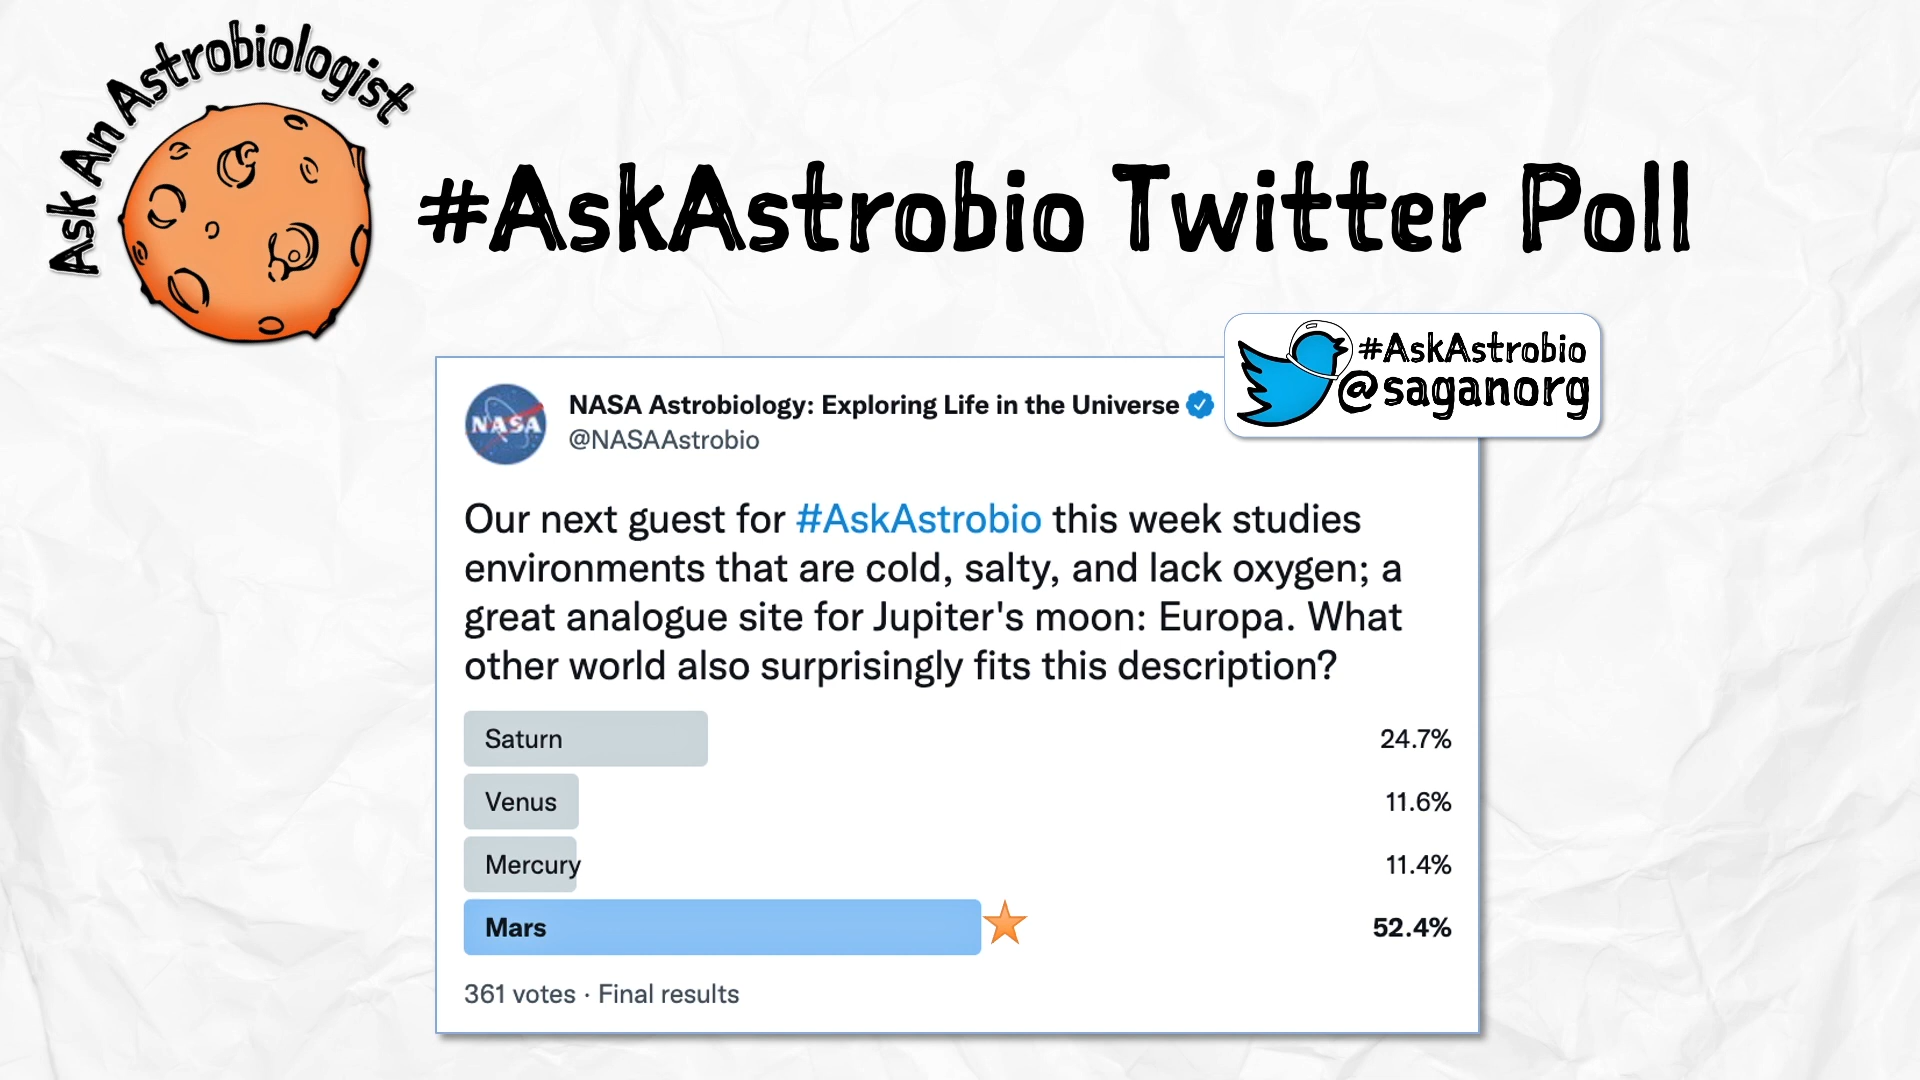 Ask An Astrobiologist
#AskAstrobio Twitter Poll
#AskAstrobio
@saganorg
NASA
NASA Astrobiology: Exploring Life in the Universe
@NASAAstrobio
Our next guest for #AskAstrobio this week studies
environments that are cold, salty, and lack oxygen; a
great analogue site for Jupiter's moon: Europa. What
other world also surprisingly fits this description?
Saturn 24.7%
Venus 11.6%
Mercury 11.4%
Mars 52.4%
361 votes · Final results